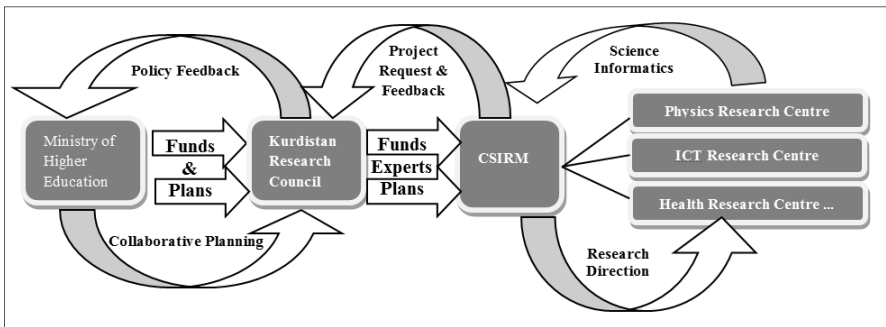 Policy Feedback
Project
Request &
Feedback
Science
Informatics
Ministry of
Higher
Education
Funds
&
Plans
Kurdistan
Research
Council
Funds
Experts
Plans
CSIRM
Physics Research Centre
ICT Research Centre
Health Research Centre ...
Collaborative Planning
Research
Direction